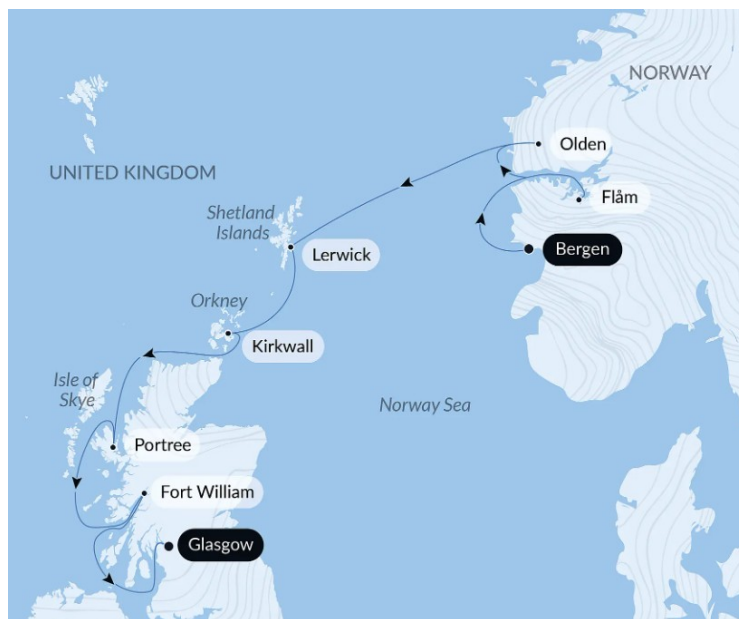 NORWAY
Olden
UNITED KINGDOM
Flåm
Shetland
Islands
Bergen
Lerwick
Orkney
Kirkwall
Isle of
Skye
Norway Sea
Portree
Fort William
Glasgow